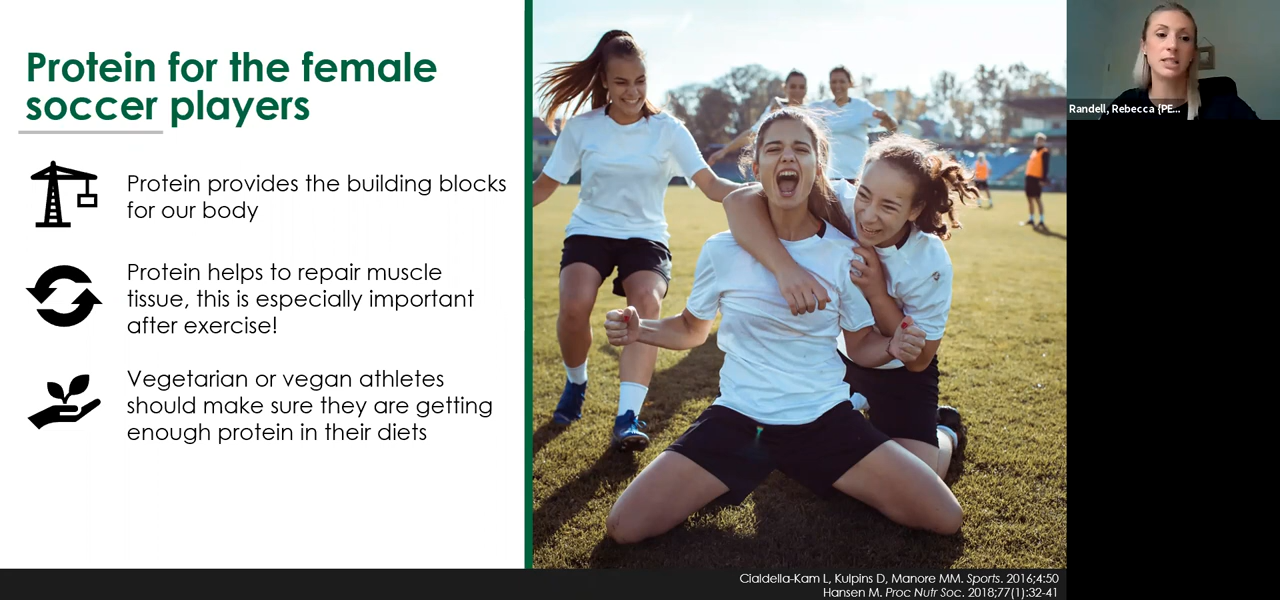 Protein for the female
soccer players
Protein provides the building blocks
for our body
Protein helps to repair muscle
tissue, this is especially important
after exercise!
Vegetarian or vegan athletes
should make sure they are getting
enough protein in their diets
Randell, Rebecca {PE...
Cialdella-Kam L, Kulpins D, Manore MM. Sports. 2016;4:50
Hansen M. Proc Nutr Soc. 2018;77(1):32-41